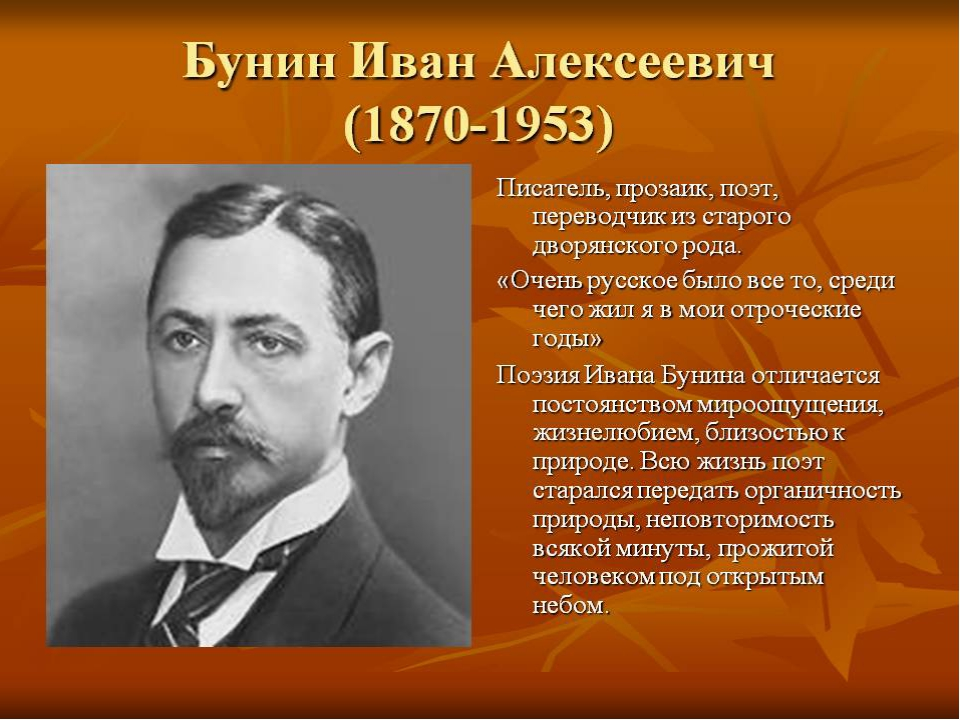 Бунин Иван Алексеевич
(1870-1953)
Писатель, прозаик, поэт,
переводчик из старого
дворянского рода.
«Очень русское было все то, среди
чего жил я в мои отроческие
годы»
Поэзия Ивана Бунина отличается
постоянством мироощущения,
жизнелюбием, близостью к
природе. Всю жизнь поэт
старался передать органичность
природы, неповторимость
всякой минуты, прожитой
человеком под открытым
небом.